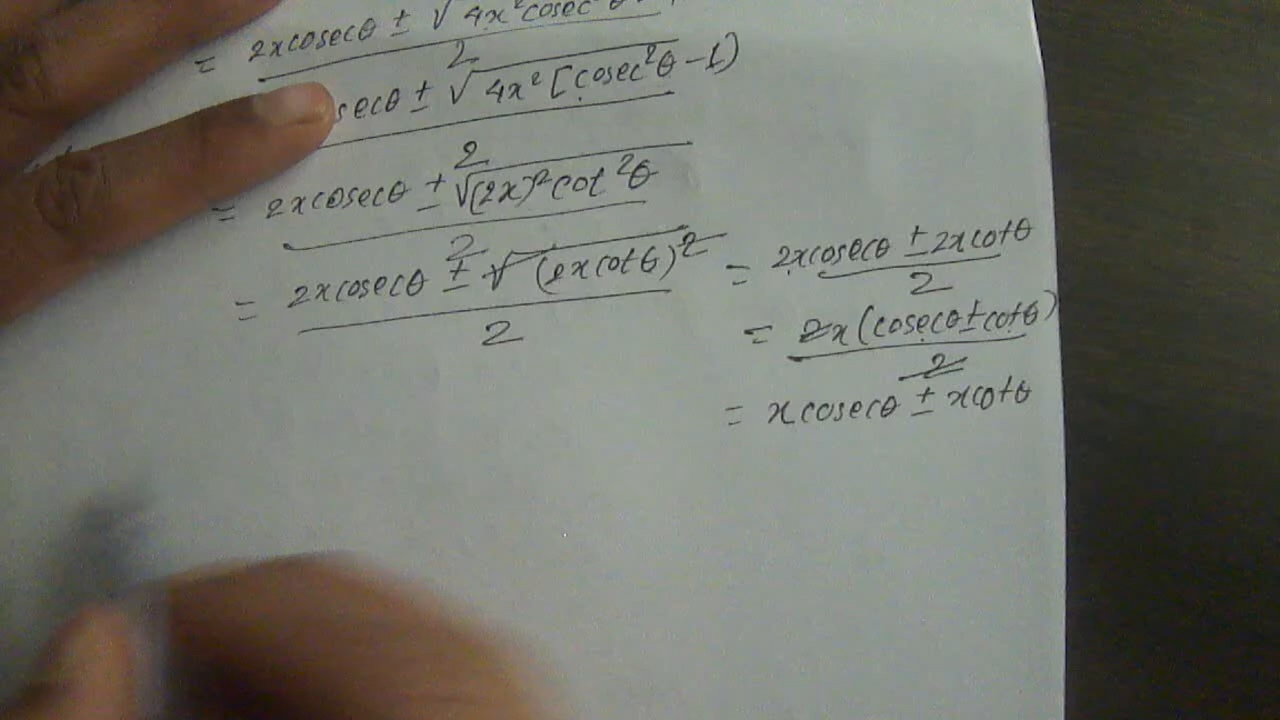 = 2xcosecθ ± √4x²cosec²θ
2
secθ ± √4x²[cosec²θ-1)
2
= 2xcosecθ ± √(2x)²cot²θ
2
= 2xcosecθ ± √(2xcotθ)²
2
= 2xcosecθ ± 2xcotθ
2
= 2x(cosecθ±cotθ)
2
= xcosecθ ± xcotθ